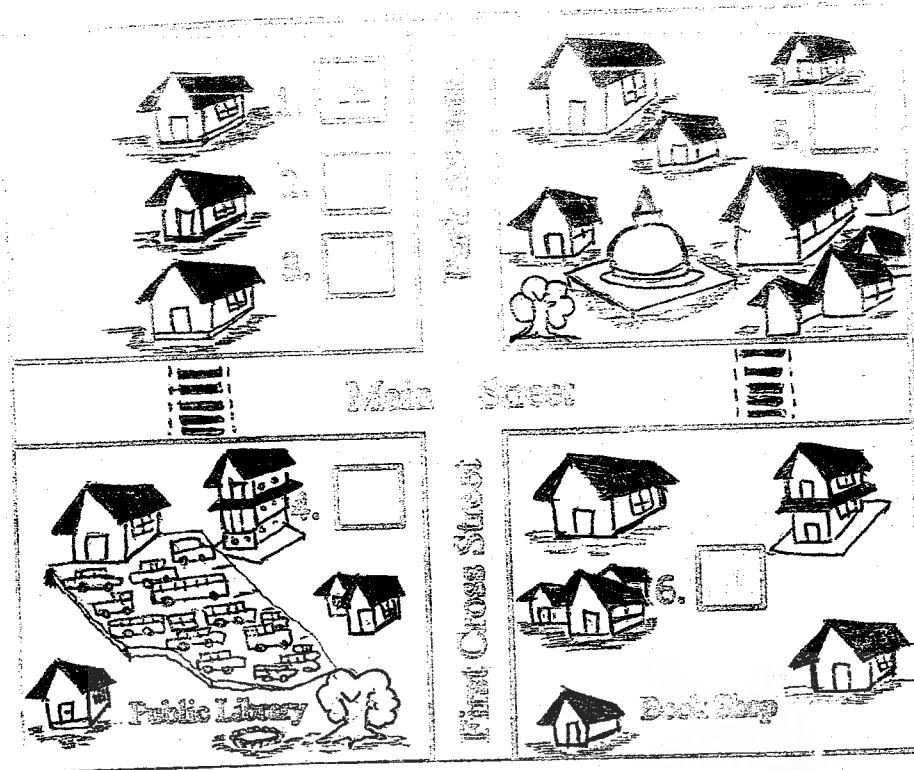 1.
2.
3.
5.
Main Street
4.
First Cross Street
6.
Public Library
Book Shop